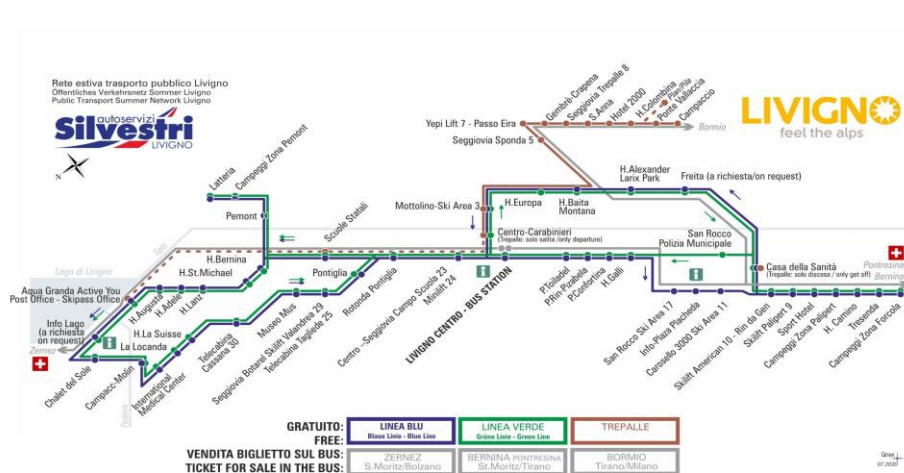 Rete estiva trasporto pubblico Livigno
Öffentliches Verkehrsnetz Sommer Livigno
Public Transport Summer Network Livigno
autoservizi
Silvestri
LIVIGNO
N
LIVIGNO
feel the alps
Yepi Lift 7 - Passo Eira
Seggiovia Sponda 5
Gembrè-Crapena
Seggiovia Trepalle 8
S.Anna
Hotel 2000
H.Colombina
Plan/Pila
Ponte Vallaccia
Campaccio
Bormio
Latteria
Campeggi Zona Pemont
Pemont
Scuole Statali
Mottolino-Ski Area 3
H.Europa
H.Baita
Montana
H.Alexander
Larix Park
Freita (a richiesta/on request)
Centro-Carabinieri
(Trepalle: solo salita /only departure)
San Rocco
Polizia Municipale
Casa della Sanità
(Trepalle: solo discesa / only get off)
Pontresina
Bernina
Lago di Livigno
Spöl
H.Bernina
H.St.Michael
Aqua Granda Active You
Post Office - Skipass Office
H.Augusta
H.Adele
H.Lanz
Info Lago
(a richiesta
on request)
Zernez
Chalet del Sole
H.La Suisse
La Locanda
Campacc-Molin
International
Medical Center
Telecabina
Cassana 30
Museo Mus
Pontiglia
Seggiovia Botarel Skilift Valandrea 29
Telecabina Tagliede 25
Rotonda Pontiglia
Centro –Seggiovia Campo Scuola 23
Minilift 24
LIVIGNO CENTRO - BUS STATION
P.Toiladel
P.Rin-Pizabela
P.Confortina
H.Galli
San Rocco Ski Area 17
Info-Plaza Placheda
Carosello 3000 Ski Area 11
Skilift American 10 - Rin da Gen
Skilift Palipert 9
Sport Hotel
Campeggi Zona Palipert
H. Camino
Tresenda
Campeggi Zona Forcola
GRATUITO:
FREE:
LINEA BLU
Blaue Linie - Blue Line
LINEA VERDE
Grüne Linie - Green Line
TREPALLE
VENDITA BIGLIETTO SUL BUS:
TICKET FOR SALE IN THE BUS:
ZERNEZ
S.Moritz/Bolzano
BERNINA PONTRESINA
St.Moritz/Tirano
BORMIO
Tirano/Milano
07.2020